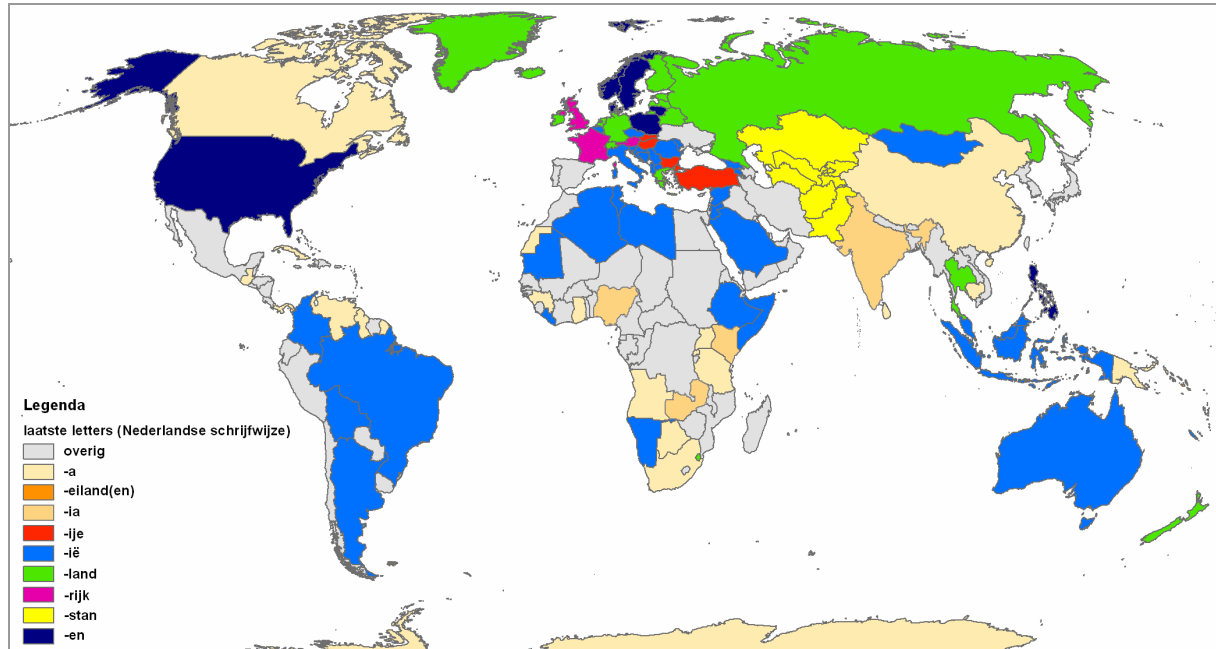 Legenda
laatste letters (Nederlandse schrijfwijze)
overig
-a
-eiland(en)
-ia
-ije
-ië
-land
-rijk
-stan
-en